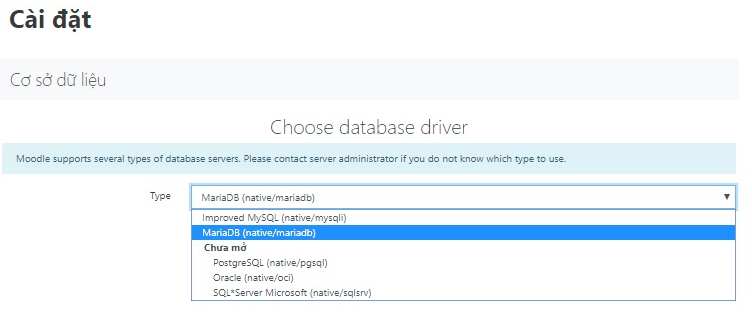 Cài đặt
Cơ sở dữ liệu
Choose database driver
Moodle supports several types of database servers. Please contact server administrator if you do not know which type to use.
Type
MariaDB (native/mariadb)
Improved MySQL (native/mysqli)
MariaDB (native/mariadb)
Chưa mở
PostgreSQL (native/pgsql)
Oracle (native/oci)
SQL*Server Microsoft (native/sqlsrv)